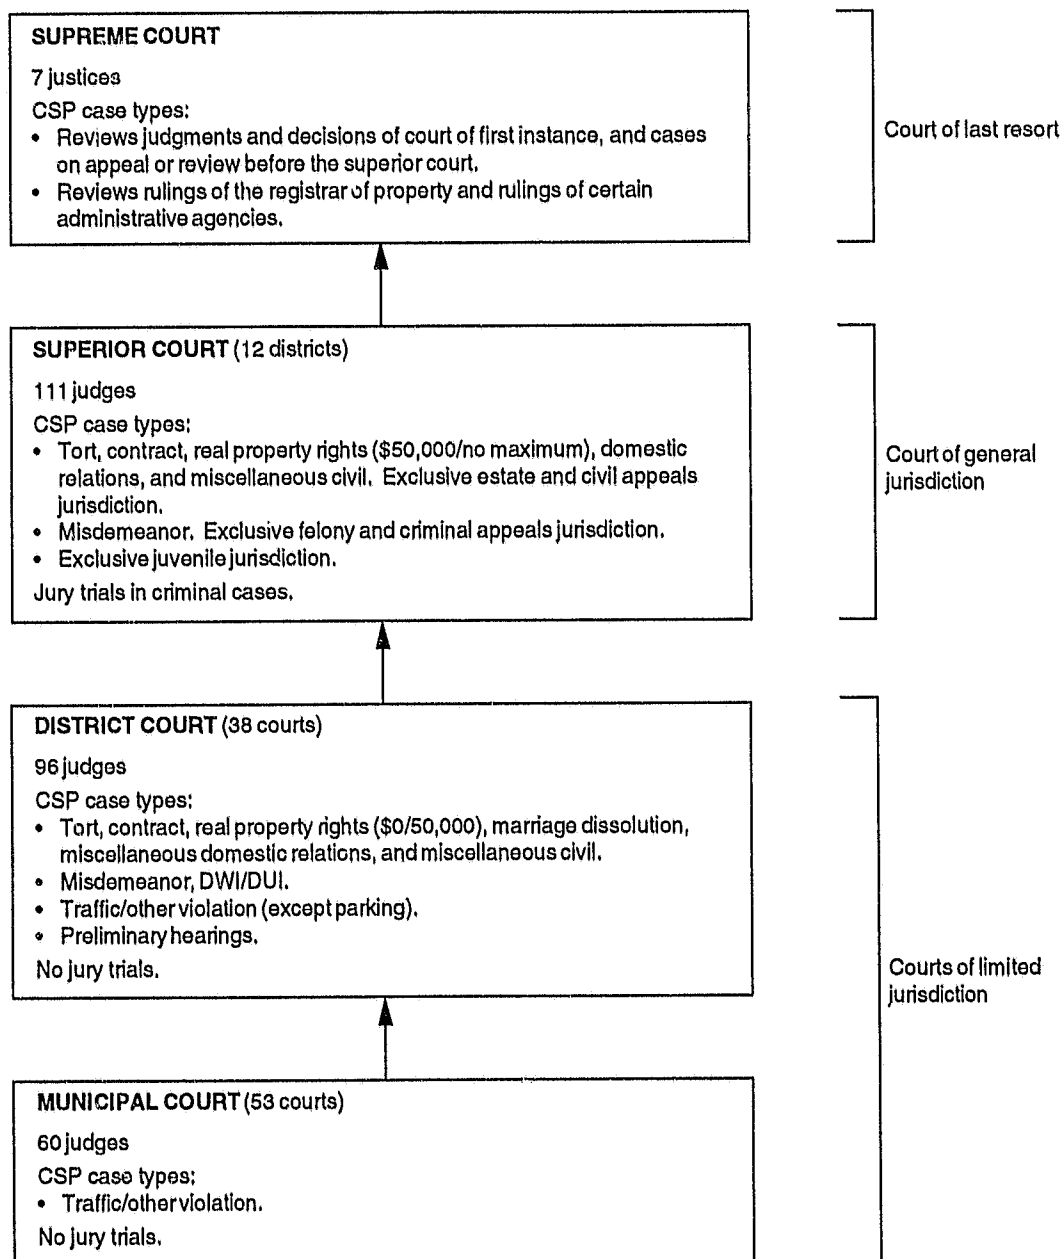 SUPREME COURT
7 justices
CSP case types:
• Reviews judgments and decisions of court of first instance, and cases
on appeal or review before the superior court.
• Reviews rulings of the registrar of property and rulings of certain
administrative agencies.
Court of last resort
SUPERIOR COURT (12 districts)
111 judges
CSP case types:
• Tort, contract, real property rights ($50,000/no maximum), domestic
relations, and miscellaneous civil. Exclusive estate and civil appeals
jurisdiction.
• Misdemeanor. Exclusive felony and criminal appeals jurisdiction.
• Exclusive juvenile jurisdiction.
Jury trials in criminal cases.
Court of general
jurisdiction
DISTRICT COURT (38 courts)
96 judges
CSP case types:
• Tort, contract, real property rights ($0/50,000), marriage dissolution,
miscellaneous domestic relations, and miscellaneous civil.
• Misdemeanor, DWI/DUI.
• Traffic/other violation (except parking).
• Preliminary hearings.
No jury trials.
Courts of limited
jurisdiction
MUNICIPAL COURT (53 courts)
60 judges
CSP case types:
• Traffic/other violation.
No jury trials.